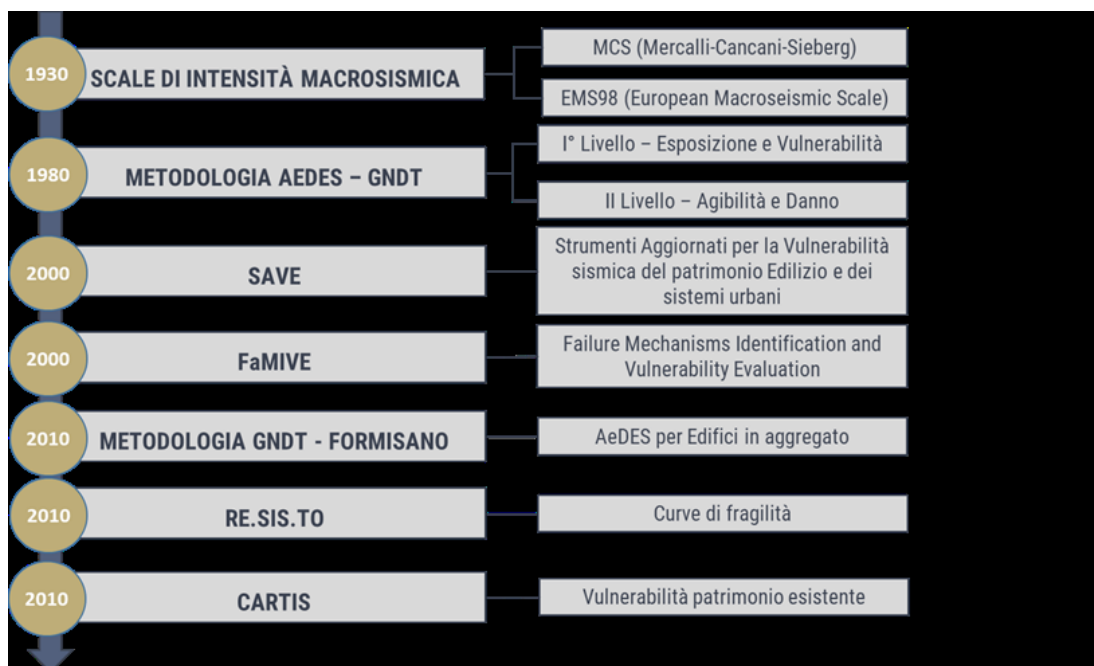 1930
SCALE DI INTENSITÀ MACROSISMICA
MCS (Mercalli-Cancani-Sieberg)
EMS98 (European Macroseismic Scale)
1980
METODOLOGIA AEDES – GNDT
I° Livello – Esposizione e Vulnerabilità
II Livello – Agibilità e Danno
2000
SAVE
Strumenti Aggiornati per la Vulnerabilità
sismica del patrimonio Edilizio e dei
sistemi urbani
2000
FaMIVE
Failure Mechanisms Identification and
Vulnerability Evaluation
2010
METODOLOGIA GNDT - FORMISANO
AeDES per Edifici in aggregato
2010
RE.SIS.TO
Curve di fragilità
2010
CARTIS
Vulnerabilità patrimonio esistente